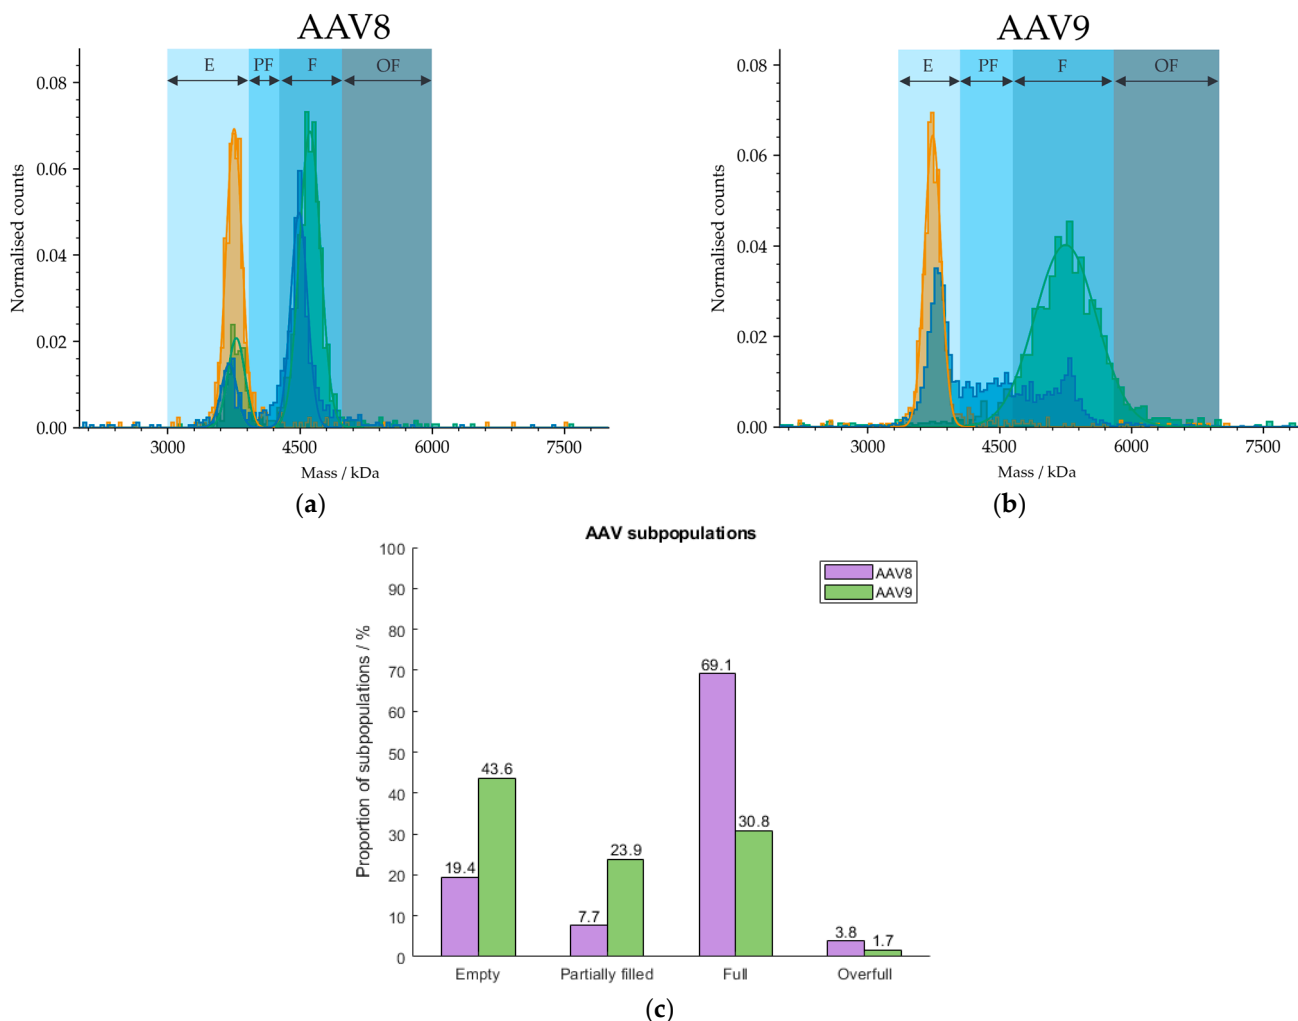 AAV8
E PF F OF
0.08
0.06
0.04
0.02
0.00
Normalised counts
3000 4500 6000 7500
Mass / kDa
(a)
AAV9
E PF F OF
0.08
0.06
0.04
0.02
0.00
Normalised counts
3000 4500 6000 7500
Mass / kDa
(b)
AAV subpopulations
100
90
80
70
60
50
40
30
20
10
0
Proportion of subpopulations / %
AAV8
AAV9
19.4 43.6 7.7 23.9 69.1 30.8 3.8 1.7
Empty Partially filled Full Overfull
(c)